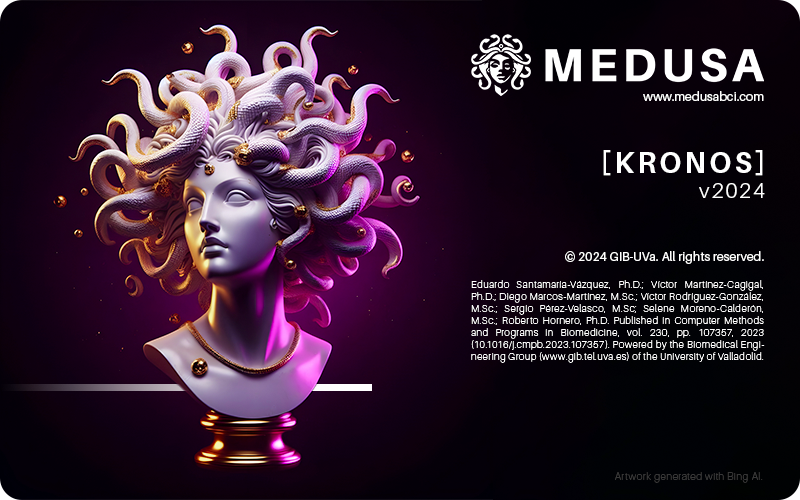 MEDUSA
www.medusabci.com
[KRONOS]
v2024
© 2024 GIB-UVa. All rights reserved.
Eduardo Santamaría-Vázquez, Ph.D.; Víctor Martínez-Cagigal,
Ph.D.; Diego Marcos-Martínez, M.Sc.; Víctor Rodríguez-González,
M.Sc.; Sergio Pérez-Velasco, M.Sc; Selene Moreno-Calderón,
M.Sc.; Roberto Hornero, Ph.D. Published in Computer Methods
and Programs in Biomedicine, vol. 230, pp. 107357, 2023
(10.1016/j.cmpb.2023.107357). Powered by the Biomedical Engi-
neering Group (www.gib.tel.uva.es) of the University of Valladolid.
Artwork generated with Bing AI.